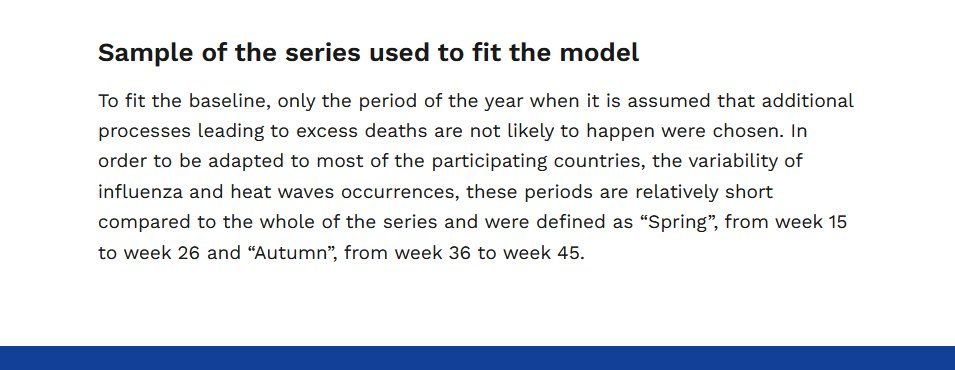 Sample of the series used to fit the model
To fit the baseline, only the period of the year when it is assumed that additional
processes leading to excess deaths are not likely to happen were chosen. In
order to be adapted to most of the participating countries, the variability of
influenza and heat waves occurrences, these periods are relatively short
compared to the whole of the series and were defined as “Spring”, from week 15
to week 26 and “Autumn”, from week 36 to week 45.